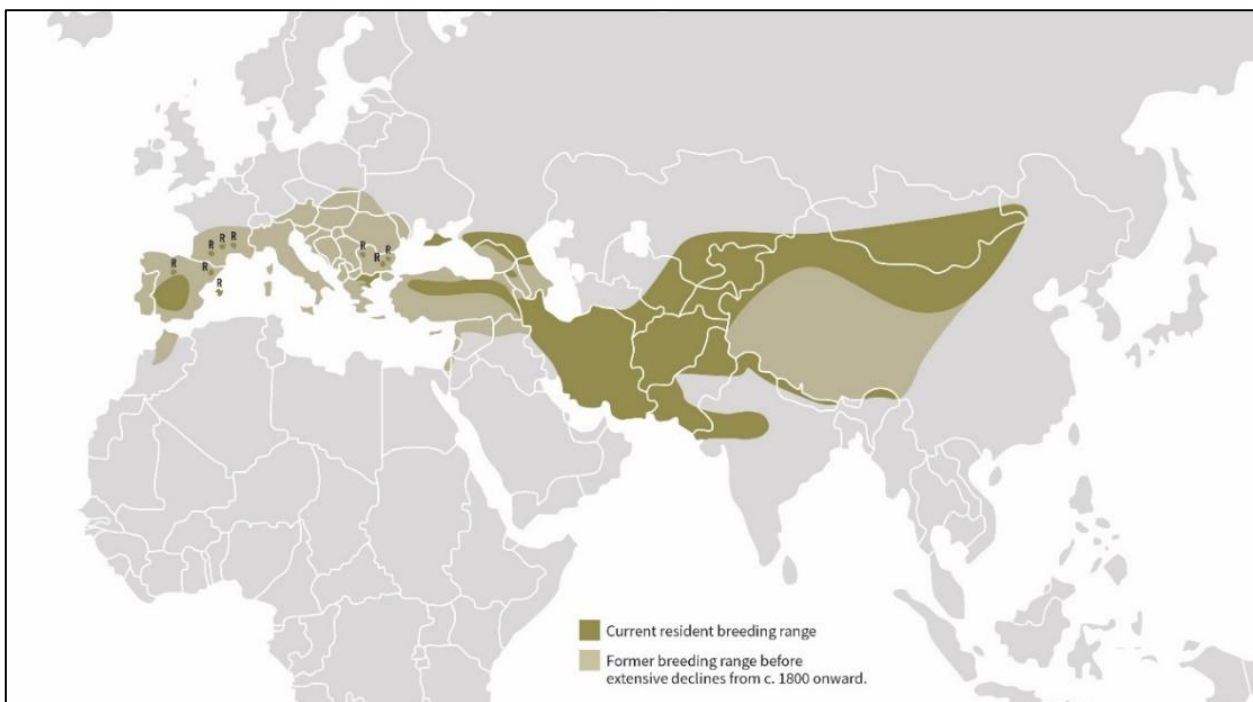 R
R
R
R
R
R
R
R
R
Current resident breeding range
Former breeding range before
extensive declines from c. 1800 onward.